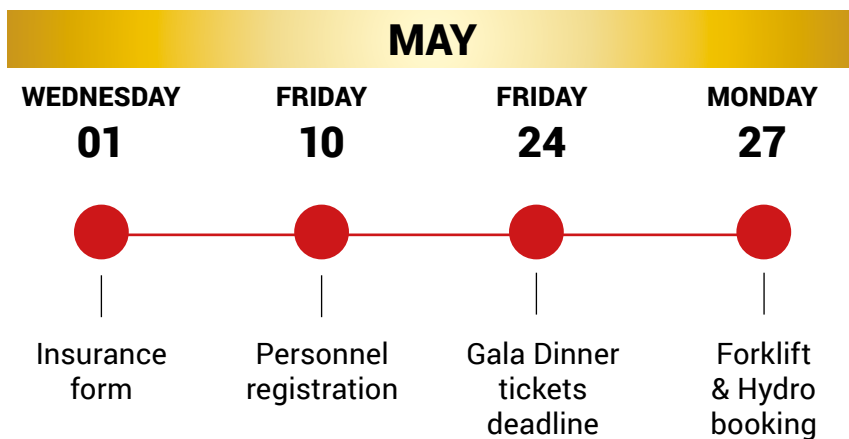 MAY
WEDNESDAY
01
FRIDAY
10
FRIDAY
24
MONDAY
27
Insurance
form
Personnel
registration
Gala Dinner
tickets
deadline
Forklift
& Hydro
booking